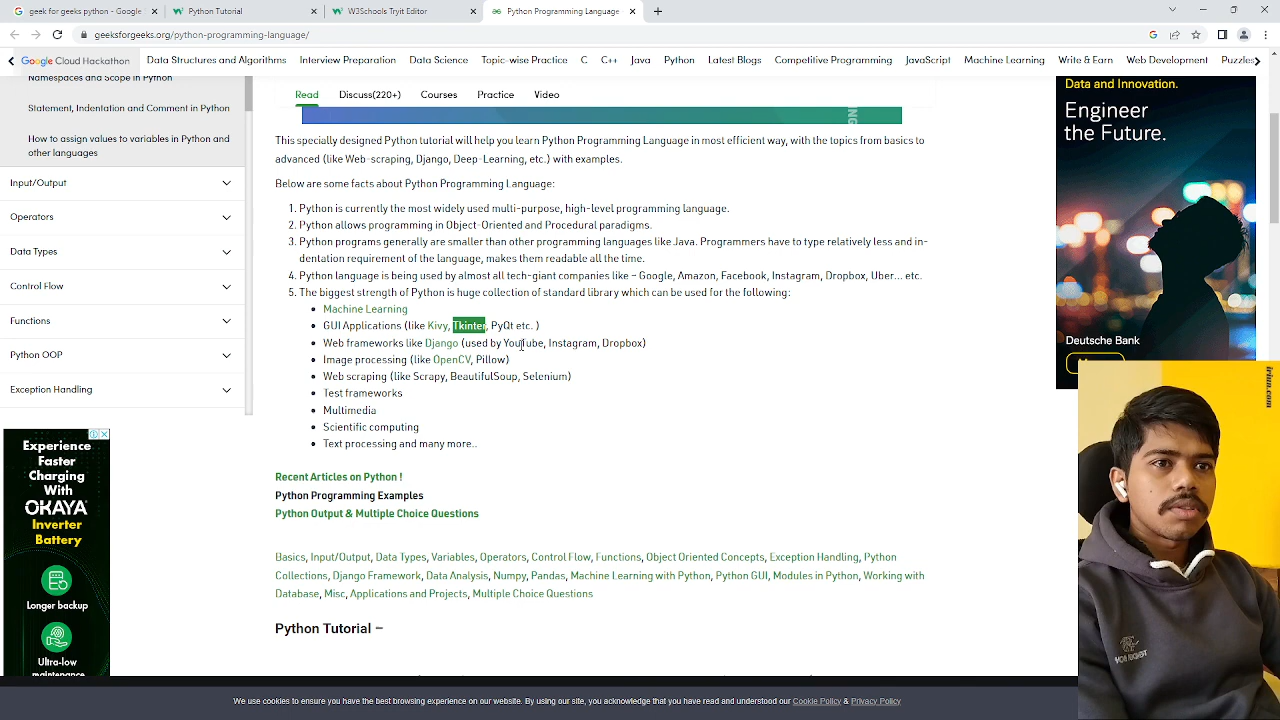 geek for geeks python - Google
Python Tutorial
W3Schools Tryit Editor
Python Programming Language
geeksforgeeks.org/python-programming-language/
Google Cloud Hackathon
Data Structures and Algorithms
Interview Preparation
Data Science
Topic-wise Practice
C
C++
Java
Python
Latest Blogs
Competitive Programming
JavaScript
Machine Learning
Write & Earn
Web Development
Puzzles
Namespaces and Scope in Python
Statement, Indentation and Comment in Python
How to assign values to variables in Python and
other languages
Input/Output
Operators
Data Types
Control Flow
Functions
Python OOP
Exception Handling
Read
Discuss(220+)
Courses
Practice
Video
This specially designed Python tutorial will help you learn Python Programming Language in most efficient way, with the topics from basics to
advanced (like Web-scraping, Django, Deep-Learning, etc.) with examples.
Below are some facts about Python Programming Language:
1. Python is currently the most widely used multi-purpose, high-level programming language.
2. Python allows programming in Object-Oriented and Procedural paradigms.
3. Python programs generally are smaller than other programming languages like Java. Programmers have to type relatively less and in-
dentation requirement of the language, makes them readable all the time.
4. Python language is being used by almost all tech-giant companies like – Google, Amazon, Facebook, Instagram, Dropbox, Uber... etc.
5. The biggest strength of Python is huge collection of standard library which can be used for the following:
• Machine Learning
• GUI Applications (like Kivy, Tkinter, PyQt etc. )
• Web frameworks like Django (used by YouTube, Instagram, Dropbox)
• Image processing (like OpenCV, Pillow)
• Web scraping (like Scrapy, BeautifulSoup, Selenium)
• Test frameworks
• Multimedia
• Scientific computing
• Text processing and many more..
Recent Articles on Python !
Python Programming Examples
Python Output & Multiple Choice Questions
Basics, Input/Output, Data Types, Variables, Operators, Control Flow, Functions, Object Oriented Concepts, Exception Handling, Python
Collections, Django Framework, Data Analysis, Numpy, Pandas, Machine Learning with Python, Python GUI, Modules in Python, Working with
Database, Misc, Applications and Projects, Multiple Choice Questions
Python Tutorial –
Experience
Faster
Charging
With
OKAYA
Inverter
Battery
Longer backup
Ultra-low
maintenance
Data and Innovation.
Engineer
the Future.
Deutsche Bank
irinn.com
We use cookies to ensure you have the best browsing experience on our website. By using our site, you acknowledge that you have read and understood our Cookie Policy & Privacy Policy